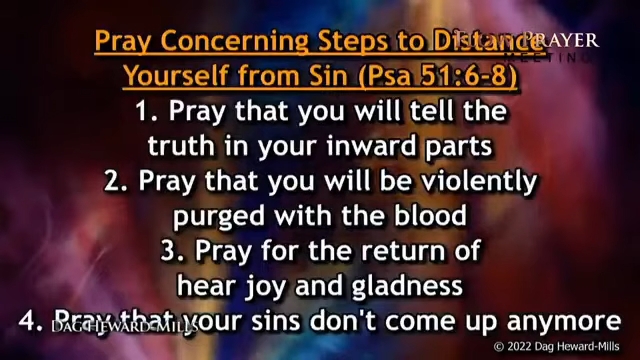 Pray Concerning Steps to Distance
PRAYER
MEETING
Yourself from Sin (Psa 51:6-8)
1. Pray that you will tell the
truth in your inward parts
2. Pray that you will be violently
purged with the blood
3. Pray for the return of
hear joy and gladness
4. Pray that your sins don't come up anymore
DAG HEWARD-MILLS
© 2022 Dag Heward-Mills